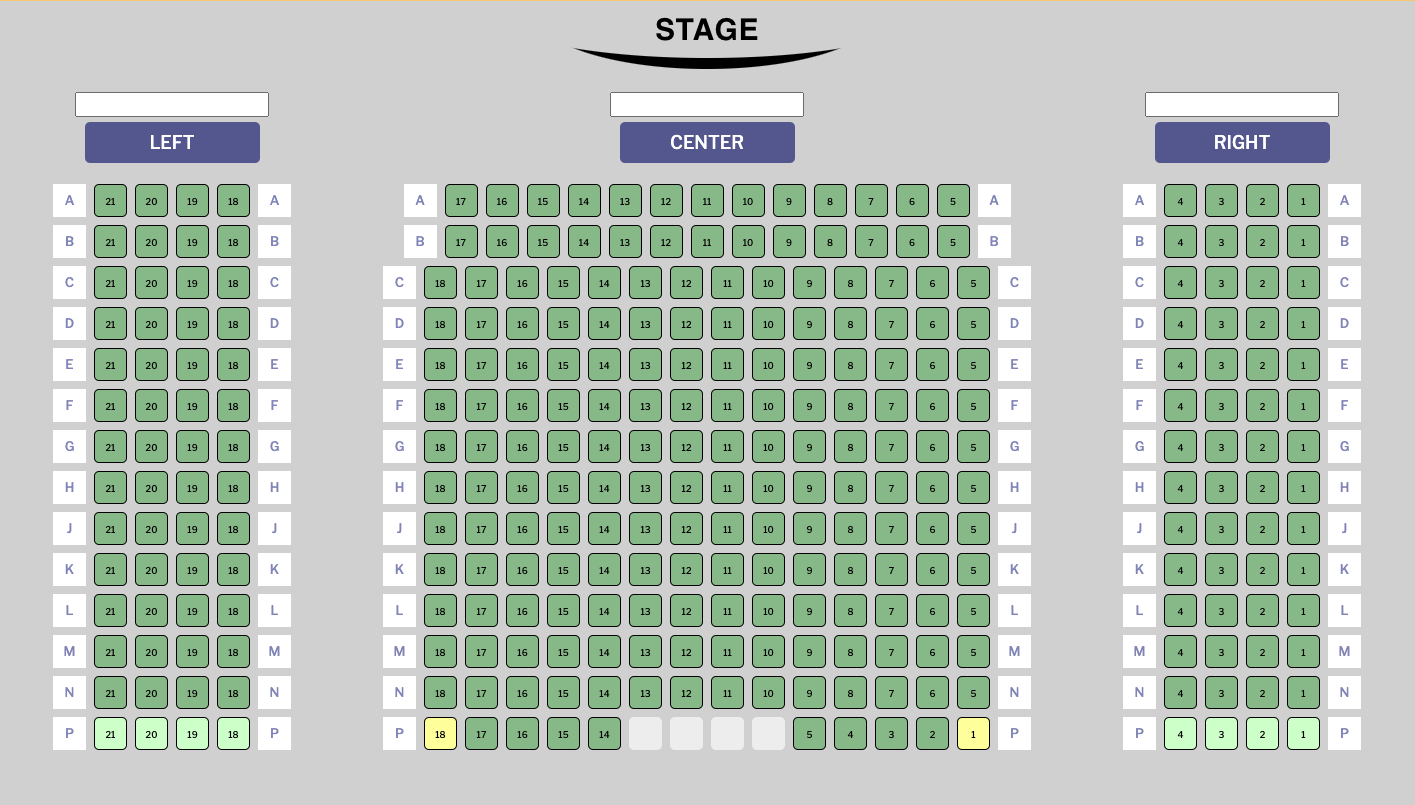 STAGE
LEFT CENTER RIGHT
A 21 20 19 18 A A 17 16 15 14 13 12 11 10 9 8 7 6 5 A A 4 3 2 1 A
B 21 20 19 18 B B 17 16 15 14 13 12 11 10 9 8 7 6 5 B B 4 3 2 1 B
C 21 20 19 18 C C 18 17 16 15 14 13 12 11 10 9 8 7 6 5 C C 4 3 2 1 C
D 21 20 19 18 D D 18 17 16 15 14 13 12 11 10 9 8 7 6 5 D D 4 3 2 1 D
E 21 20 19 18 E E 18 17 16 15 14 13 12 11 10 9 8 7 6 5 E E 4 3 2 1 E
F 21 20 19 18 F F 18 17 16 15 14 13 12 11 10 9 8 7 6 5 F F 4 3 2 1 F
G 21 20 19 18 G G 18 17 16 15 14 13 12 11 10 9 8 7 6 5 G G 4 3 2 1 G
H 21 20 19 18 H H 18 17 16 15 14 13 12 11 10 9 8 7 6 5 H H 4 3 2 1 H
J 21 20 19 18 J J 18 17 16 15 14 13 12 11 10 9 8 7 6 5 J J 4 3 2 1 J
K 21 20 19 18 K K 18 17 16 15 14 13 12 11 10 9 8 7 6 5 K K 4 3 2 1 K
L 21 20 19 18 L L 18 17 16 15 14 13 12 11 10 9 8 7 6 5 L L 4 3 2 1 L
M 21 20 19 18 M M 18 17 16 15 14 13 12 11 10 9 8 7 6 5 M M 4 3 2 1 M
N 21 20 19 18 N N 18 17 16 15 14 13 12 11 10 9 8 7 6 5 N N 4 3 2 1 N
P 21 20 19 18 P P 18 17 16 15 14 5 4 3 2 1 P P 4 3 2 1 P